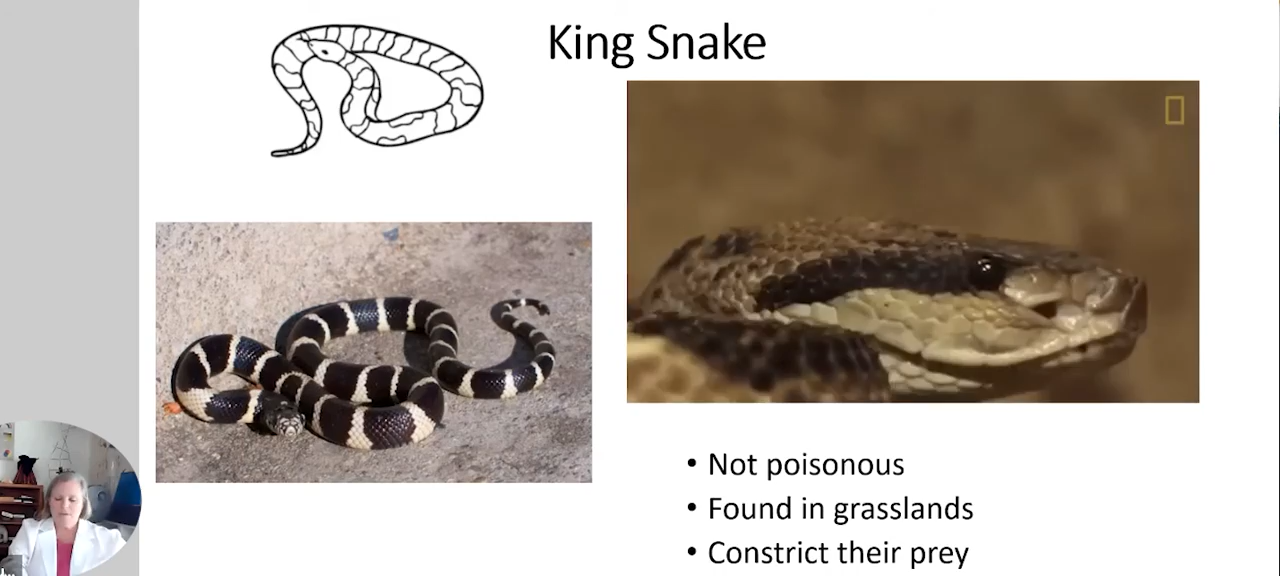 King Snake
• Not poisonous
• Found in grasslands
• Constrict their prey